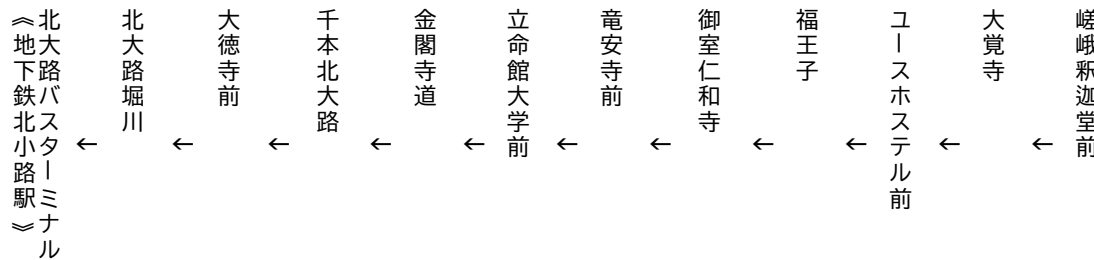 嵯峨釈迦堂前
←
大覚寺
←
ユースホステル前
←
福王子
←
御室仁和寺
←
竜安寺前
←
立命館大学前
←
金閣寺道
←
千本北大路
←
大徳寺前
←
北大路堀川
←
北大路バスターミナル
《地下鉄北小路駅》